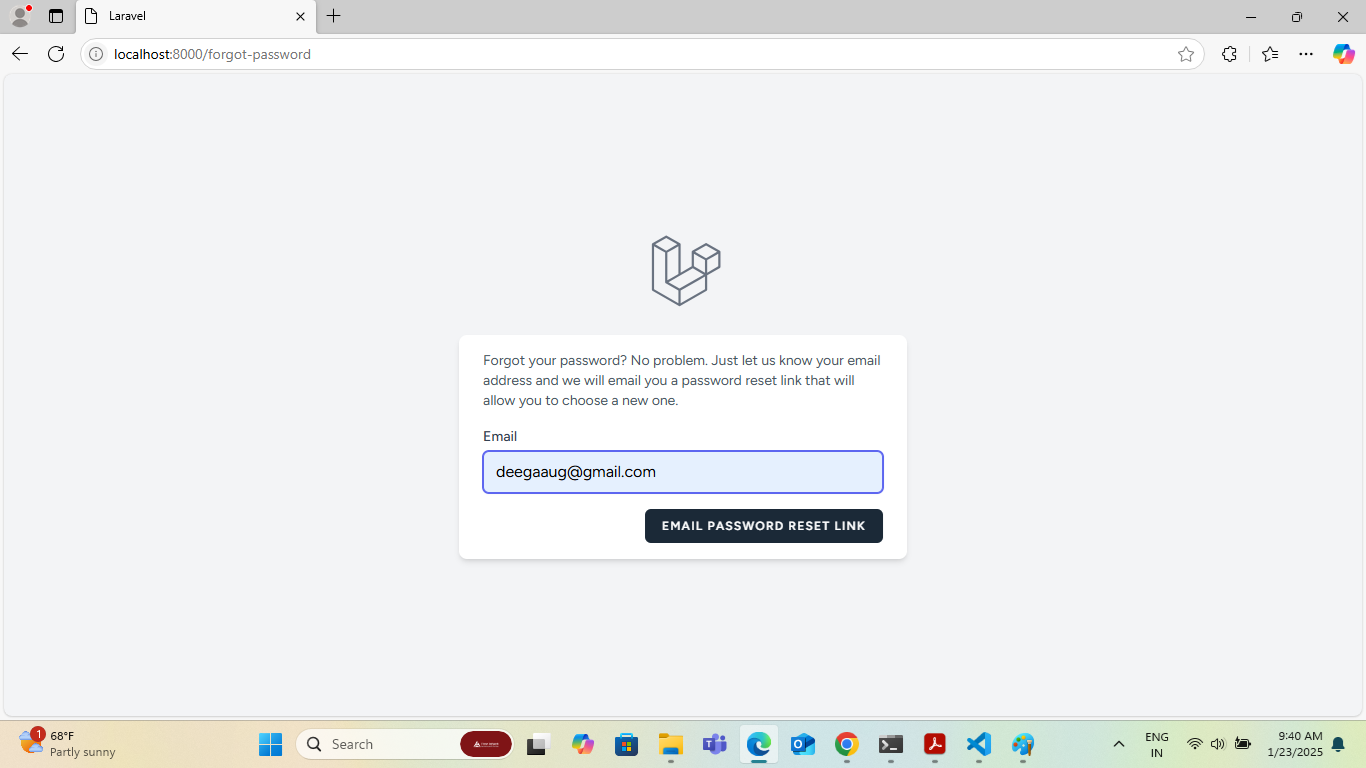 Laravel
localhost:8000/forgot-password
Forgot your password? No problem. Just let us know your email
address and we will email you a password reset link that will
allow you to choose a new one.
Email
deegaaug@gmail.com
EMAIL PASSWORD RESET LINK
1
68°F
Partly sunny
Search
ENG
IN
9:40 AM
1/23/2025